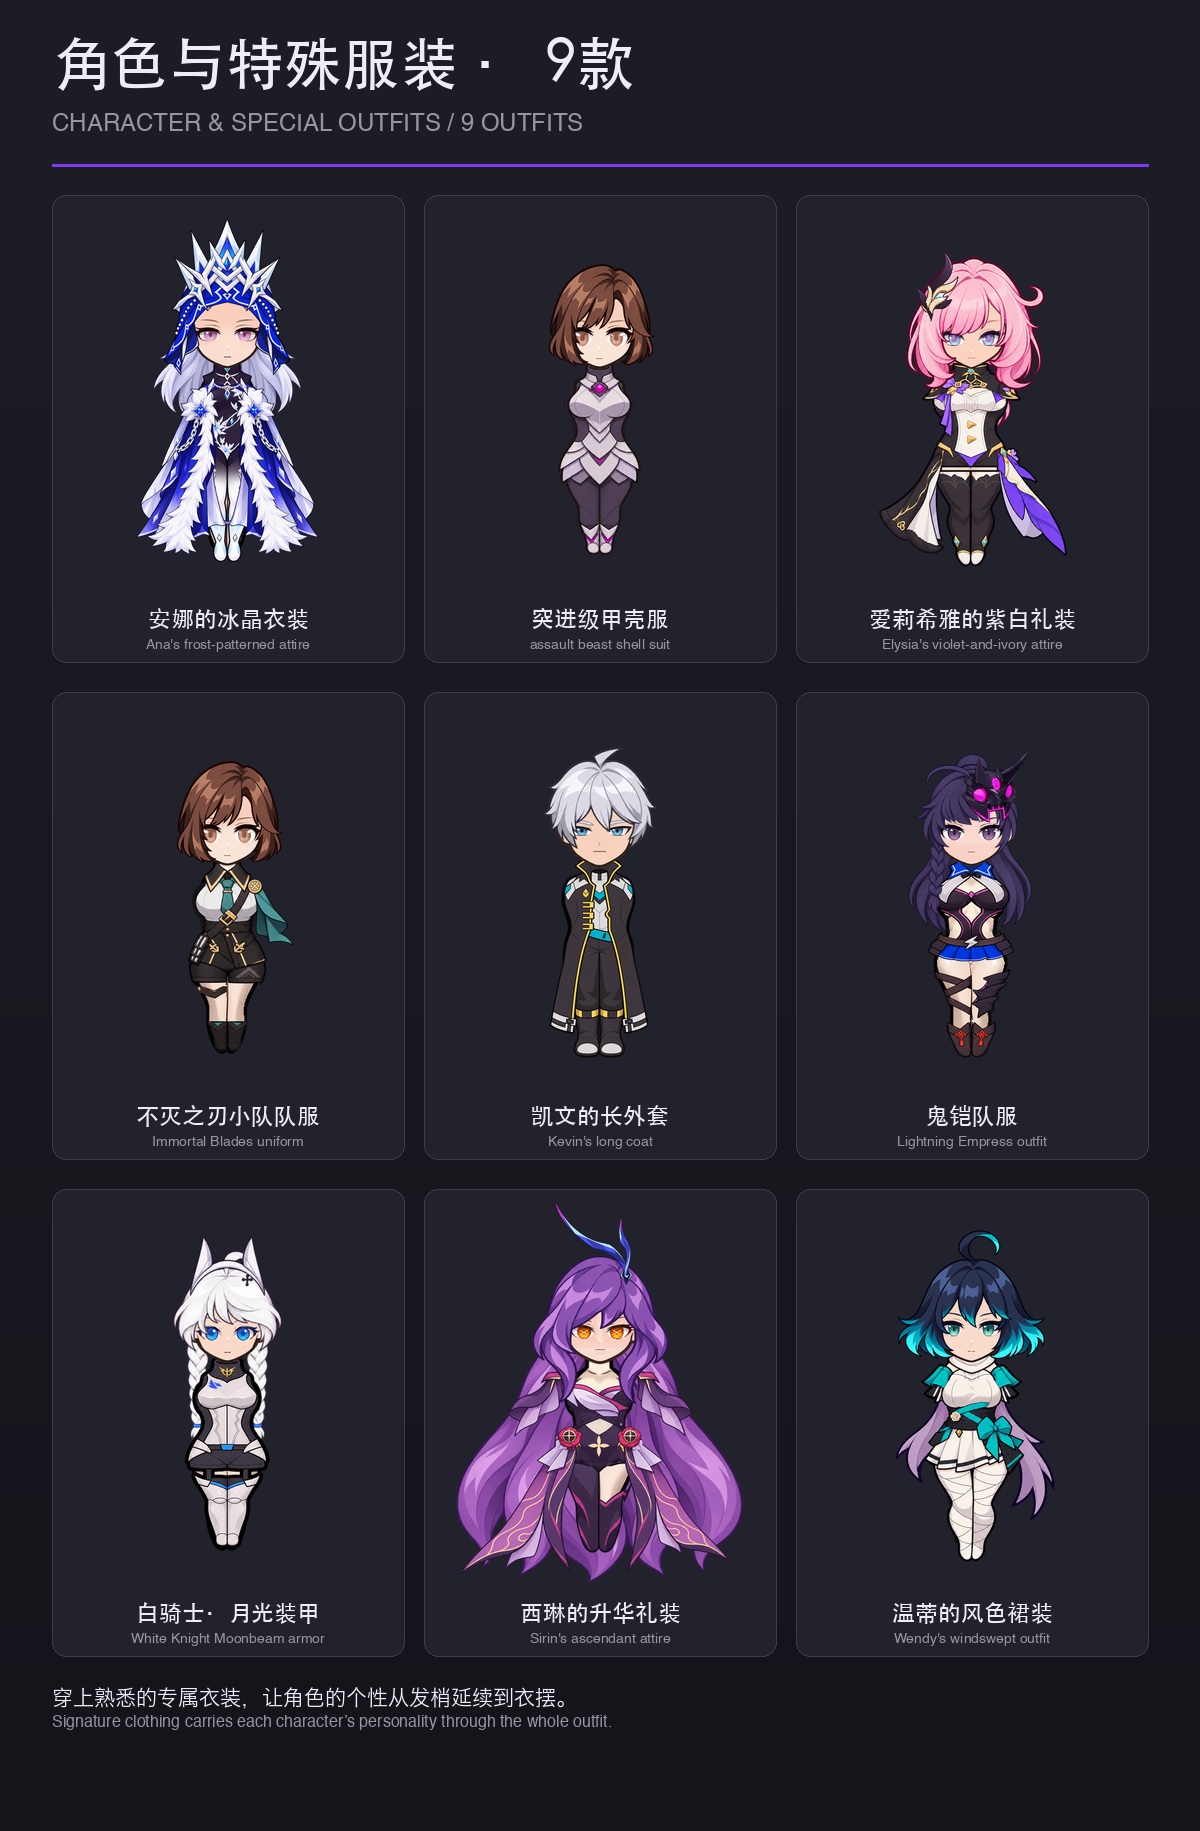 角色与特殊服装 · 9款
CHARACTER & SPECIAL OUTFITS / 9 OUTFITS
安娜的冰晶衣装
Ana's frost-patterned attire
突进级甲壳服
assault beast shell suit
爱莉希雅的紫白礼装
Elysia's violet-and-ivory attire
不灭之刃小队队服
Immortal Blades uniform
凯文的长外套
Kevin's long coat
鬼铠队服
Lightning Empress outfit
白骑士· 月光装甲
White Knight Moonbeam armor
西琳的升华礼装
Sirin's ascendant attire
温蒂的风色裙装
Wendy's windswept outfit
穿上熟悉的专属衣装，让角色的个性从发梢延续到衣摆。
Signature clothing carries each character's personality through the whole outfit.